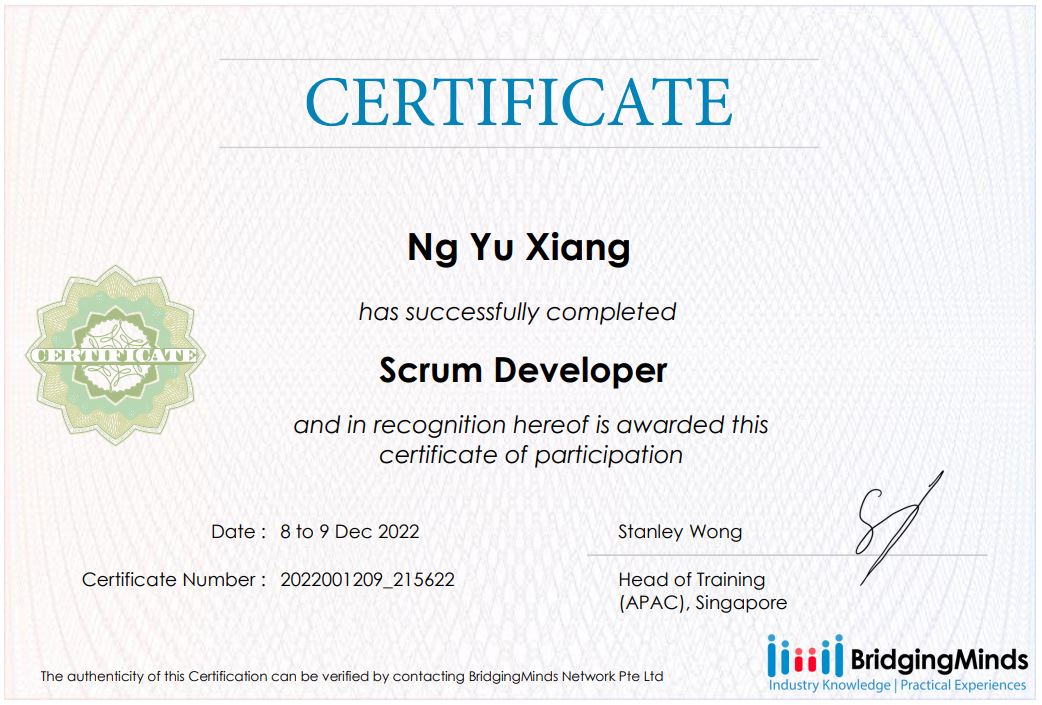 CERTIFICATE
Ng Yu Xiang
has successfully completed
CERTIFICATE
Scrum Developer
and in recognition hereof is awarded this
certificate of participation
Date : 8 to 9 Dec 2022
Stanley Wong
Certificate Number : 2022001209_215622
Head of Training
(APAC), Singapore
BridgingMinds
Industry Knowledge | Practical Experiences
The authenticity of this Certification can be verified by contacting BridgingMinds Network Pte Ltd